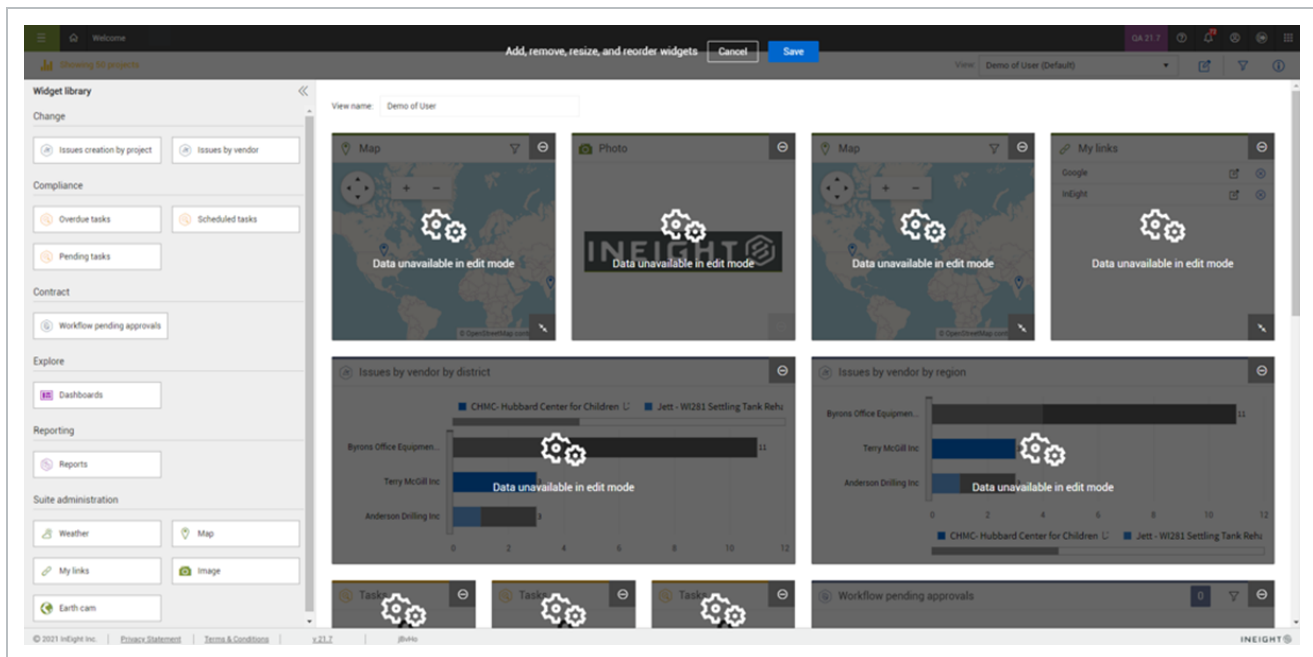 Welcome
Add, remove, resize, and reorder widgets Cancel Save
QA 21.7
Showing 50 projects
View: Demo of User (Default)
Widget library
Change
Issues creation by project Issues by vendor
Compliance
Overdue tasks Scheduled tasks
Pending tasks
Contract
Workflow pending approvals
Explore
Dashboards
Reporting
Reports
Suite administration
Weather Map
My links Image
Earth cam
View name: Demo of User
Map
Data unavailable in edit mode
© OpenStreetMap
Photo
INEIGHT
Data unavailable in edit mode
Map
Data unavailable in edit mode
© OpenStreetMap
My links
Google
InEight
Data unavailable in edit mode
Issues by vendor by district
CHMC- Hubbard Center for Children Jett - WI281 Settling Tank Reha
Byrons Office Equipmen... 11
Terry McGill Inc 3
Anderson Drilling Inc 3
Data unavailable in edit mode
0 2 4 6 8 10 12
Issues by vendor by region
Byrons Office Equipmen... 11
Terry McGill Inc
Anderson Drilling Inc
Data unavailable in edit mode
0 2 4 6 8 10 12
CHMC- Hubbard Center for Children Jett - WI281 Settling Tank Reha
Tasks Tasks Tasks
Workflow pending approvals 0
© 2021 InEight Inc. Privacy Statement Terms & Conditions v 21.7
INEIGHT